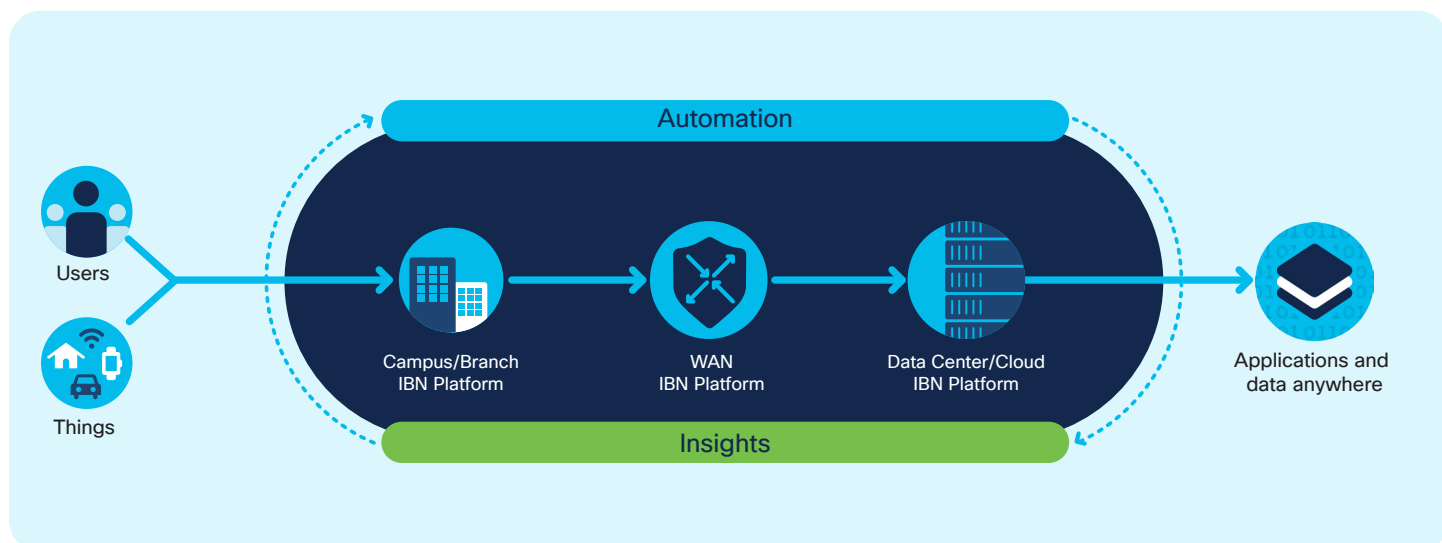 Automation
Users
Things
Campus/Branch
IBN Platform
WAN
IBN Platform
Data Center/Cloud
IBN Platform
Applications and
data anywhere
Insights